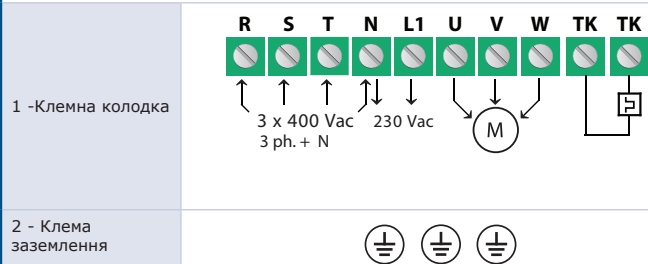 R S T N L1 U V W TK TK
1 -Клемна колодка
3 x 400 Vac 230 Vac
3 ph. + N
M
2 - Клема
заземлення